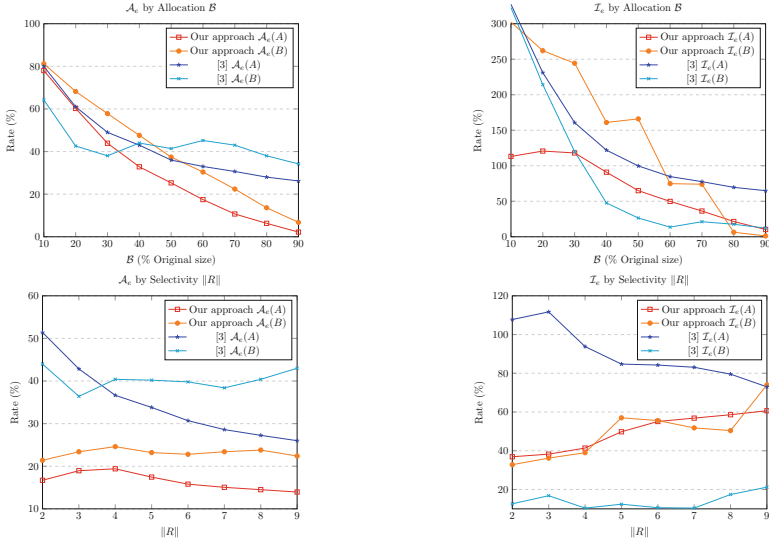 𝒜ₑ by Allocation ℬ
Our approach 𝒜ₑ(A)
Our approach 𝒜ₑ(B)
[3] 𝒜ₑ(A)
[3] 𝒜ₑ(B)
Rate (%)
100
80
60
40
20
0
10 20 30 40 50 60 70 80 90
ℬ (% Original size)
ℐₑ by Allocation ℬ
Our approach ℐₑ(A)
Our approach ℐₑ(B)
[3] ℐₑ(A)
[3] ℐₑ(B)
Rate (%)
300
250
200
150
100
50
0
10 20 30 40 50 60 70 80 90
ℬ (% Original size)
𝒜ₑ by Selectivity ‖R‖
Our approach 𝒜ₑ(A)
Our approach 𝒜ₑ(B)
[3] 𝒜ₑ(A)
[3] 𝒜ₑ(B)
Rate (%)
60
50
40
30
20
10
2 3 4 5 6 7 8 9
‖R‖
ℐₑ by Selectivity ‖R‖
Our approach ℐₑ(A)
Our approach ℐₑ(B)
[3] ℐₑ(A)
[3] ℐₑ(B)
Rate (%)
120
100
80
60
40
20
2 3 4 5 6 7 8 9
‖R‖